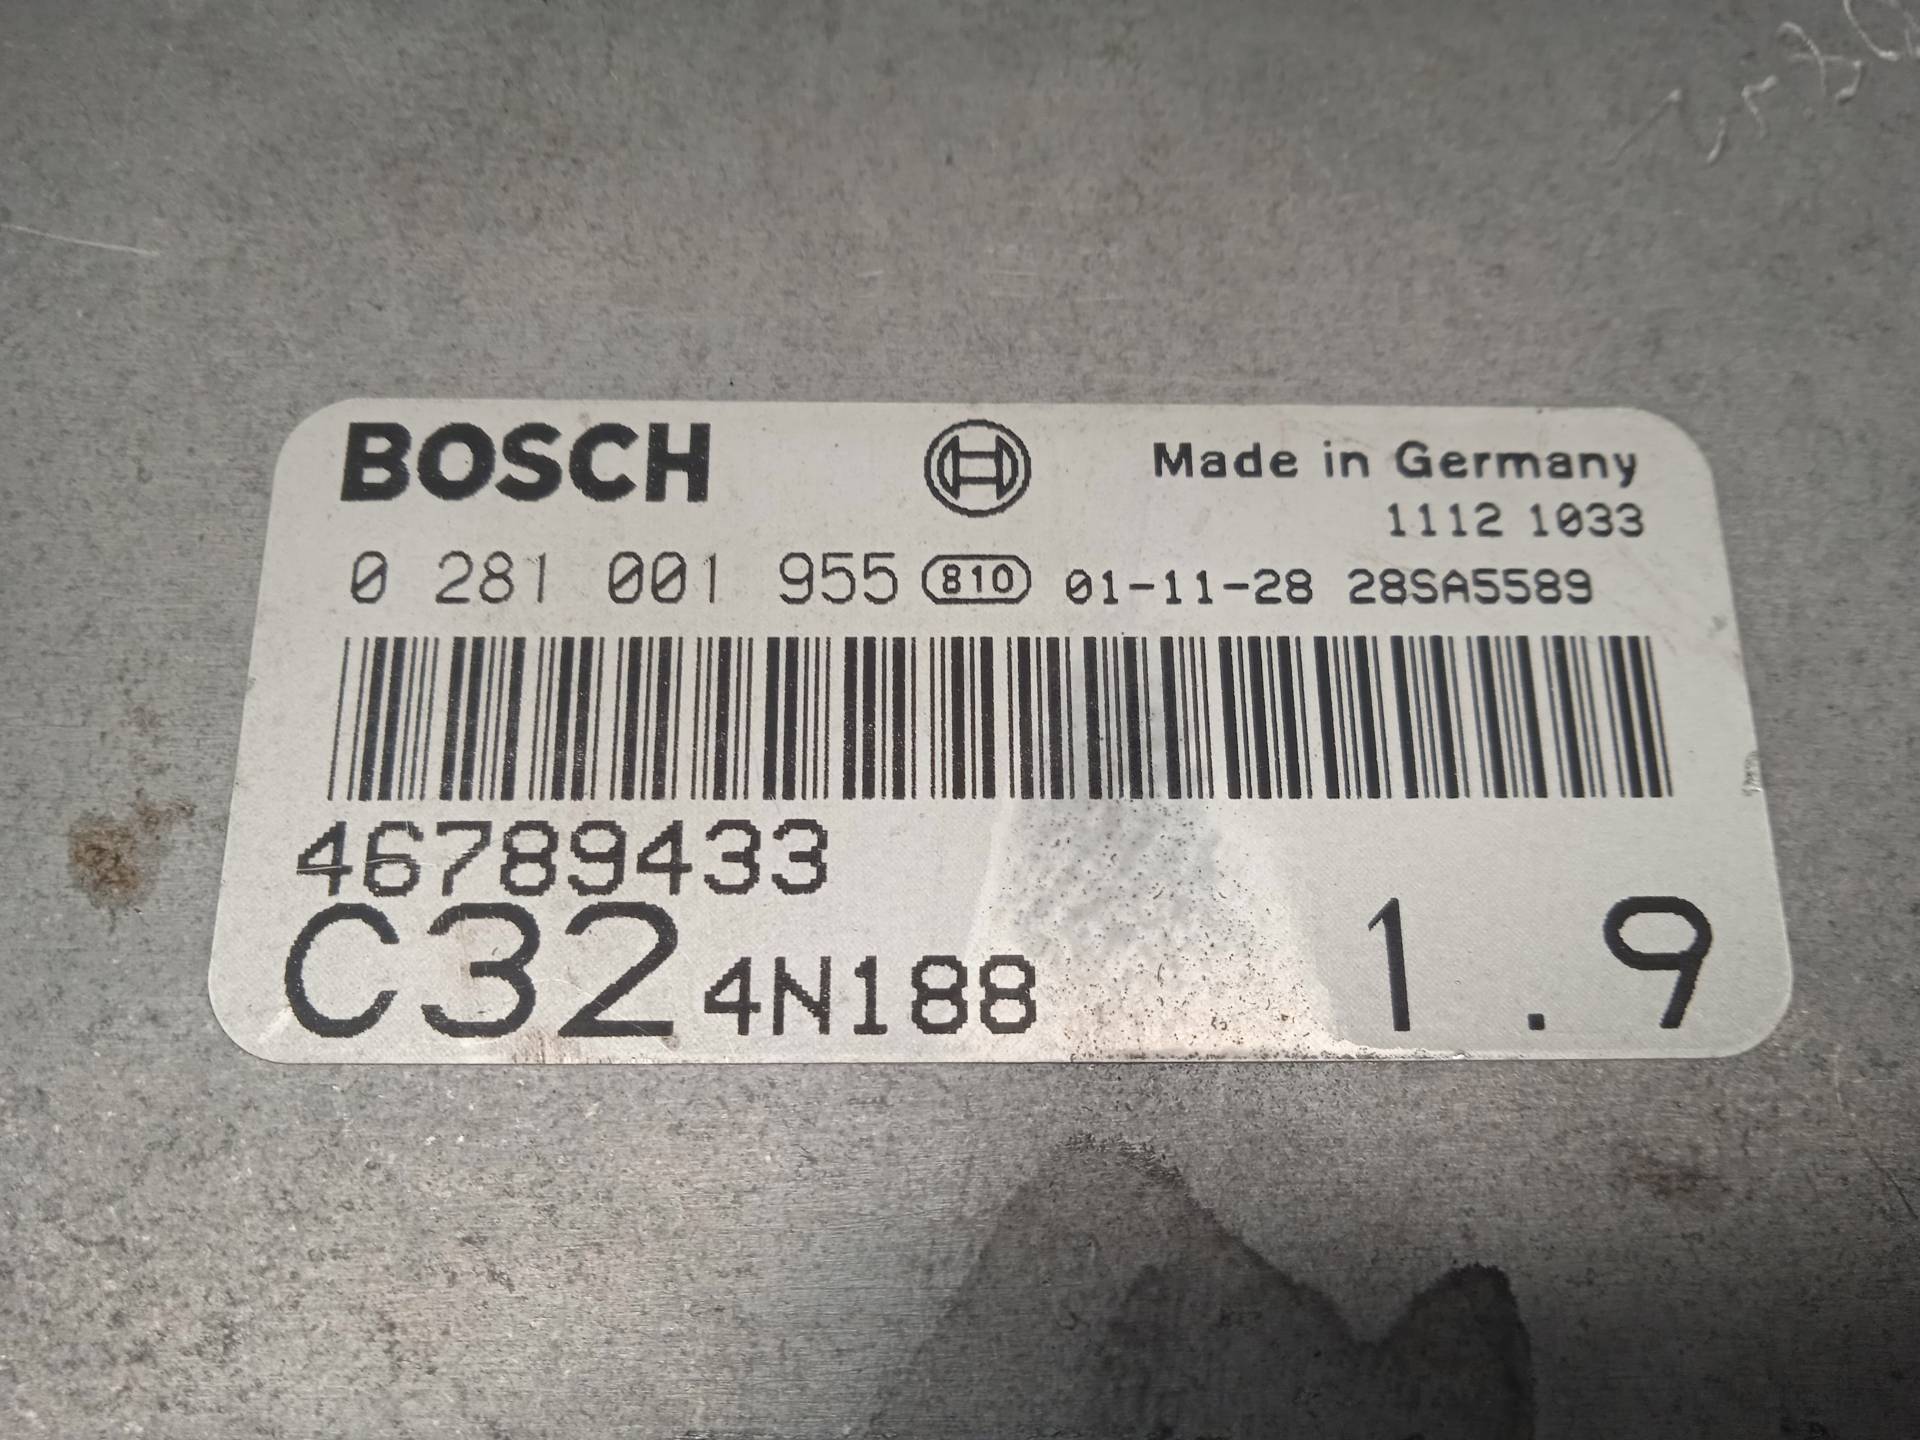 BOSCH
Made in Germany
1112 1033
0 281 001 955 810 01-11-28 28SA5589
46789433
C32 4N188 1.9